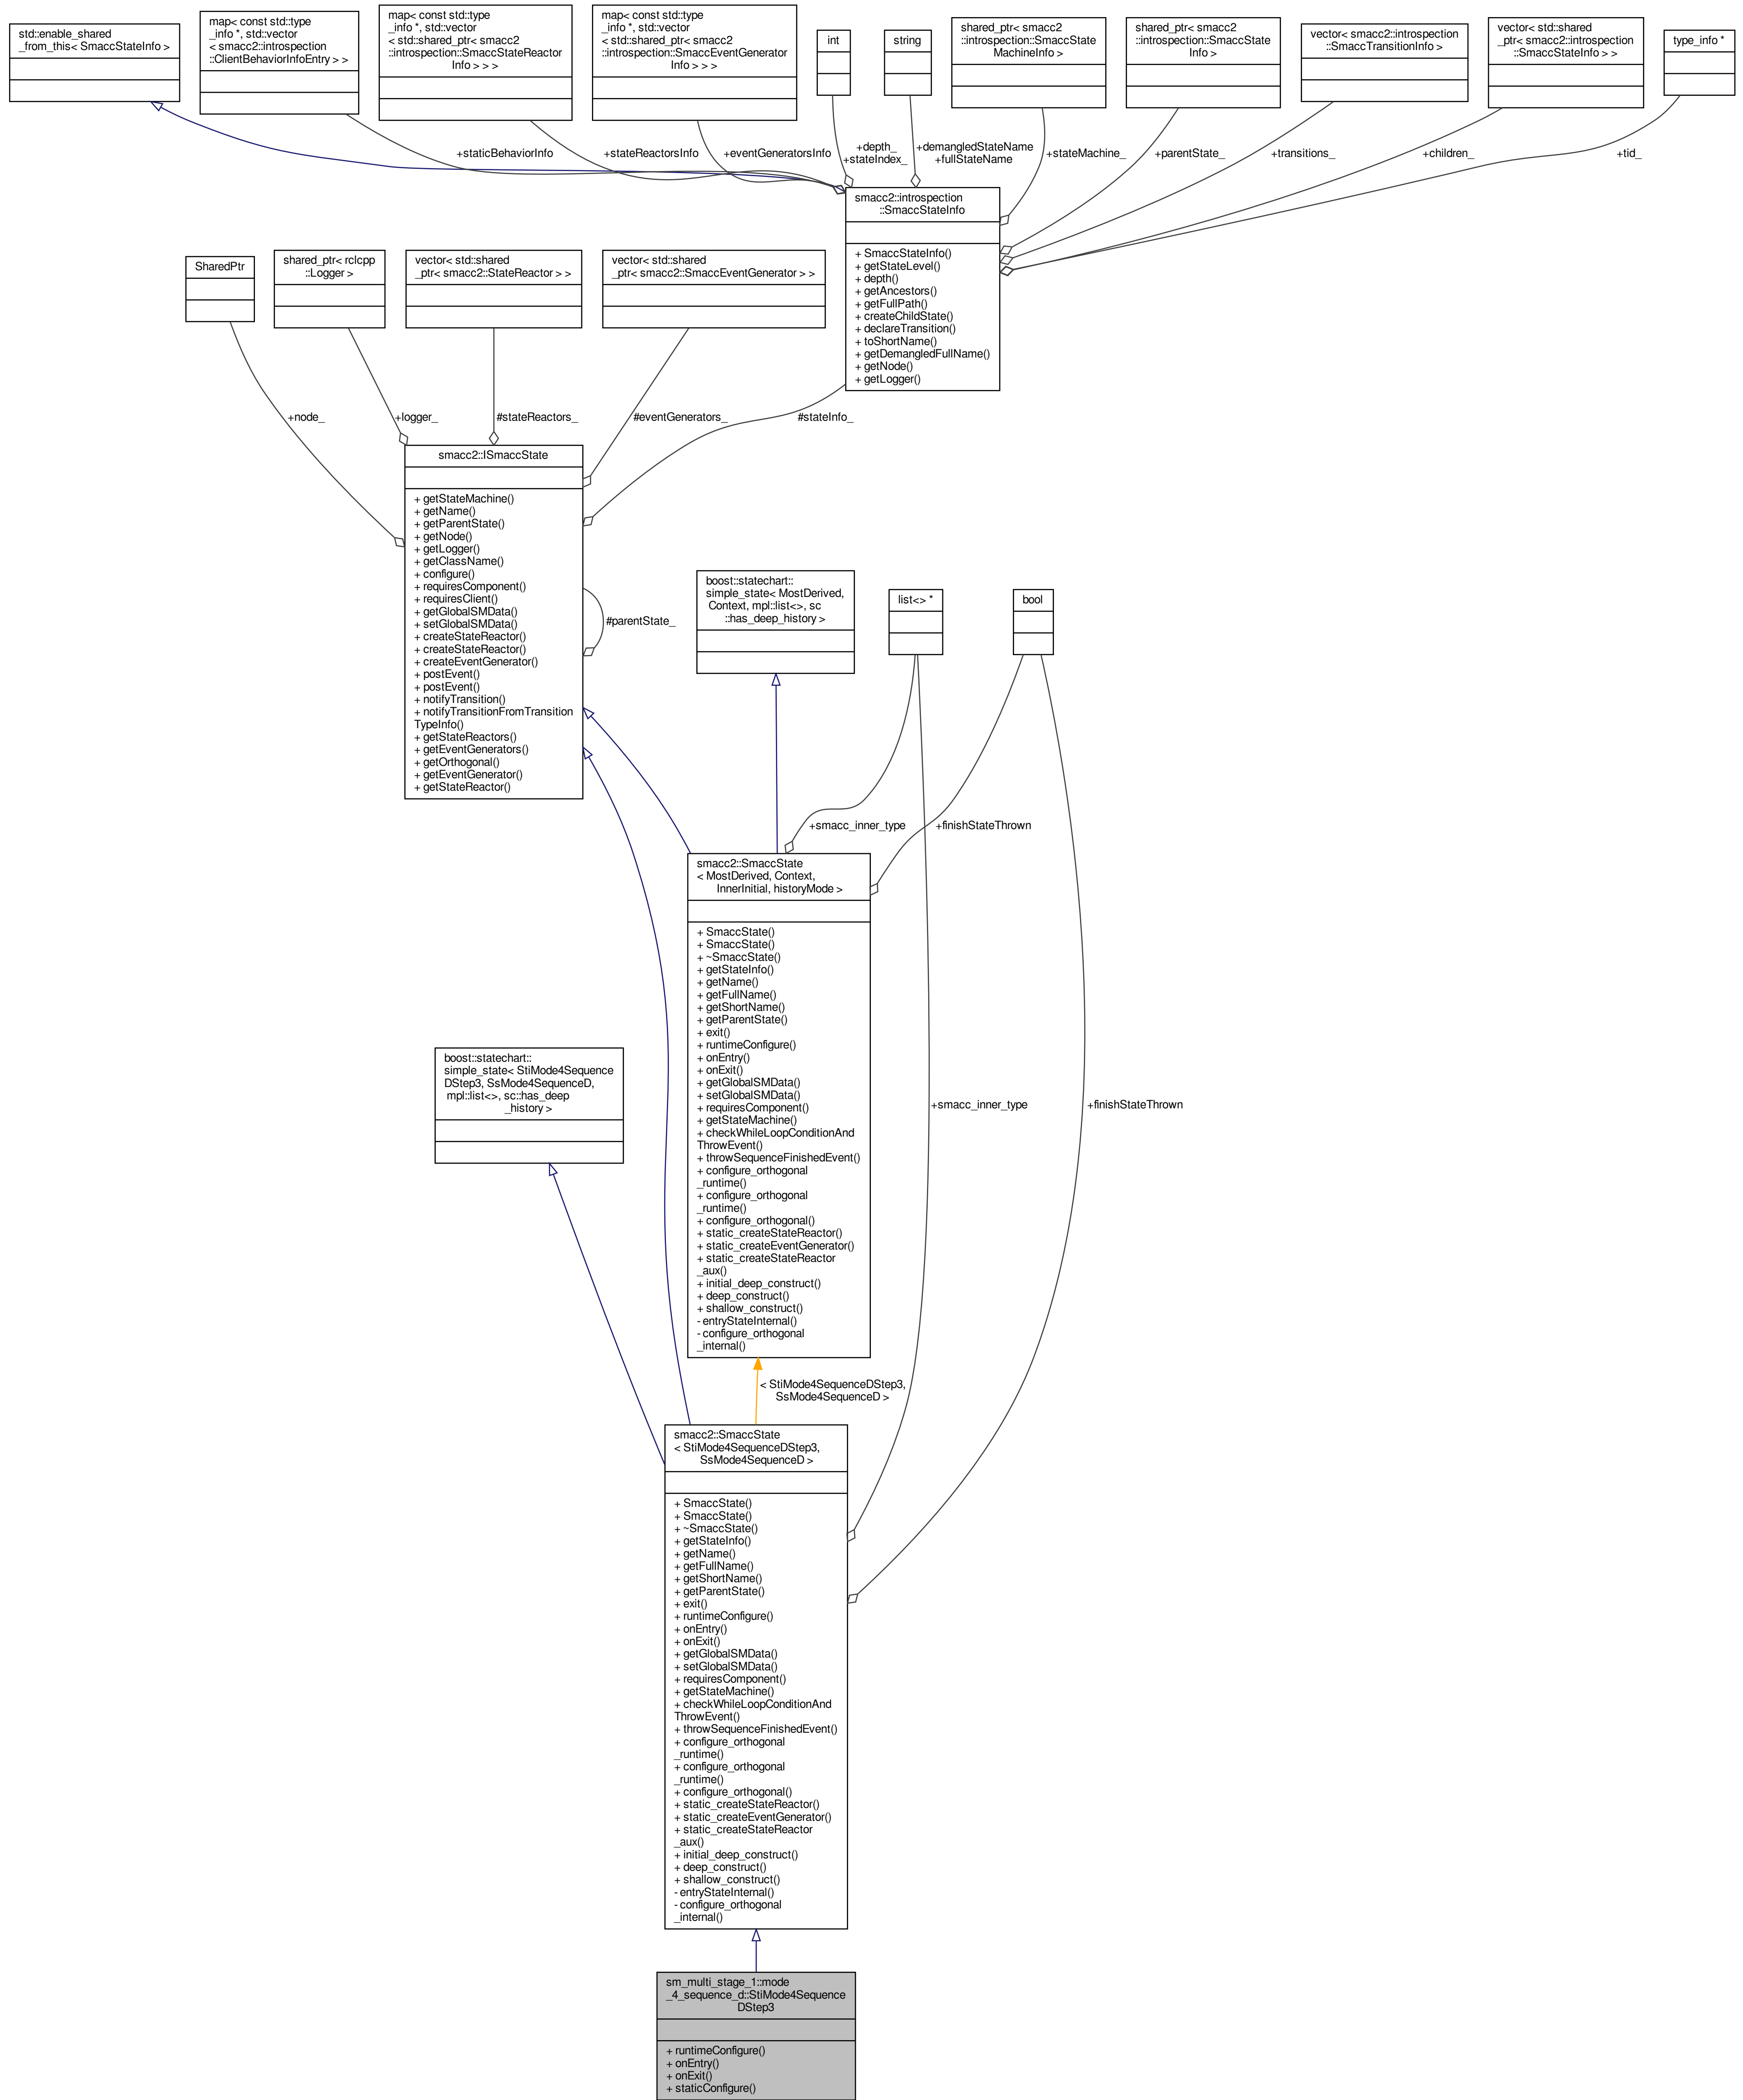 std::enable_shared
_from_this< SmaccStateInfo >
map< const std::type
_info *, std::vector
< smacc2::introspection
::ClientBehaviorInfoEntry > >
map< const std::type
_info *, std::vector
< std::shared_ptr< smacc2
::introspection::SmaccStateReactor
Info > > >
map< const std::type
_info *, std::vector
< std::shared_ptr< smacc2
::introspection::SmaccEventGenerator
Info > > >
int
string
shared_ptr< smacc2
::introspection::SmaccState
MachineInfo >
shared_ptr< smacc2
::introspection::SmaccState
Info >
vector< smacc2::introspection
::SmaccTransitionInfo >
vector< std::shared
_ptr< smacc2::introspection
::SmaccStateInfo > >
type_info *
+staticBehaviorInfo
+stateReactorsInfo
+eventGeneratorsInfo
+depth_
+stateIndex_
+demangledStateName
+fullStateName
+stateMachine_
+parentState_
+transitions_
+children_
+tid_
smacc2::introspection
::SmaccStateInfo
+ SmaccStateInfo()
+ getStateLevel()
+ depth()
+ getAncestors()
+ getFullPath()
+ createChildState()
+ declareTransition()
+ toShortName()
+ getDemangledFullName()
+ getNode()
+ getLogger()
SharedPtr
shared_ptr< rclcpp
::Logger >
vector< std::shared
_ptr< smacc2::StateReactor > >
vector< std::shared
_ptr< smacc2::SmaccEventGenerator > >
+node_
+logger_
#stateReactors_
#eventGenerators_
#stateInfo_
smacc2::ISmaccState
+ getStateMachine()
+ getName()
+ getParentState()
+ getNode()
+ getLogger()
+ getClassName()
+ configure()
+ requiresComponent()
+ requiresClient()
+ getGlobalSMData()
+ setGlobalSMData()
+ createStateReactor()
+ createStateReactor()
+ createEventGenerator()
+ postEvent()
+ postEvent()
+ notifyTransition()
+ notifyTransitionFromTransition
TypeInfo()
+ getStateReactors()
+ getEventGenerators()
+ getOrthogonal()
+ getEventGenerator()
+ getStateReactor()
#parentState_
boost::statechart::
simple_state< MostDerived,
Context, mpl::list<>, sc
::has_deep_history >
list<> *
bool
+smacc_inner_type
+finishStateThrown
smacc2::SmaccState
< MostDerived, Context,
InnerInitial, historyMode >
+ SmaccState()
+ SmaccState()
+ ~SmaccState()
+ getStateInfo()
+ getName()
+ getFullName()
+ getShortName()
+ getParentState()
+ exit()
+ runtimeConfigure()
+ onEntry()
+ onExit()
+ getGlobalSMData()
+ setGlobalSMData()
+ requiresComponent()
+ getStateMachine()
+ checkWhileLoopConditionAnd
ThrowEvent()
+ throwSequenceFinishedEvent()
+ configure_orthogonal
_runtime()
+ configure_orthogonal
_runtime()
+ configure_orthogonal()
+ static_createStateReactor()
+ static_createEventGenerator()
+ static_createStateReactor
_aux()
+ initial_deep_construct()
+ deep_construct()
+ shallow_construct()
- entryStateInternal()
- configure_orthogonal
_internal()
boost::statechart::
simple_state< StiMode4Sequence
DStep3, SsMode4SequenceD,
mpl::list<>, sc::has_deep
_history >
+smacc_inner_type
+finishStateThrown
< StiMode4SequenceDStep3,
SsMode4SequenceD >
smacc2::SmaccState
< StiMode4SequenceDStep3,
SsMode4SequenceD >
+ SmaccState()
+ SmaccState()
+ ~SmaccState()
+ getStateInfo()
+ getName()
+ getFullName()
+ getShortName()
+ getParentState()
+ exit()
+ runtimeConfigure()
+ onEntry()
+ onExit()
+ getGlobalSMData()
+ setGlobalSMData()
+ requiresComponent()
+ getStateMachine()
+ checkWhileLoopConditionAnd
ThrowEvent()
+ throwSequenceFinishedEvent()
+ configure_orthogonal
_runtime()
+ configure_orthogonal
_runtime()
+ configure_orthogonal()
+ static_createStateReactor()
+ static_createEventGenerator()
+ static_createStateReactor
_aux()
+ initial_deep_construct()
+ deep_construct()
+ shallow_construct()
- entryStateInternal()
- configure_orthogonal
_internal()
sm_multi_stage_1::mode
_4_sequence_d::StiMode4Sequence
DStep3
+ runtimeConfigure()
+ onEntry()
+ onExit()
+ staticConfigure()